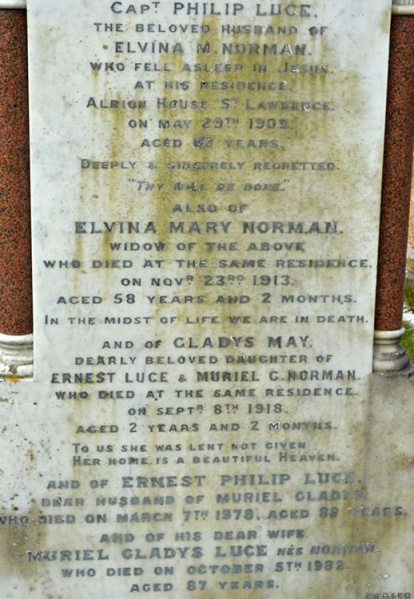 CAPT PHILIP LUCE.
THE BELOVED HUSBAND OF
ELVINA M. NORMAN.
WHO FELL ASLEEP IN JESUS.
AT HIS RESIDENCE.
ALBION HOUSE ST LAWRENCE.
ON MAY 29TH 1909.
AGED YEARS.
DEEPLY & SINCERELY REGRETTED.
"THY WILL BE DONE."
ALSO OF
ELVINA MARY NORMAN.
WIDOW OF THE ABOVE
WHO DIED AT THE SAME RESIDENCE.
ON NOVR 23RD 1913.
AGED 58 YEARS AND 2 MONTHS.
IN THE MIDST OF LIFE WE ARE IN DEATH.
AND OF GLADYS MAY.
DEARLY BELOVED DAUGHTER OF
ERNEST LUCE & MURIEL G. NORMAN.
WHO DIED AT THE SAME RESIDENCE.
ON SEPTR 8TH 1918.
AGED 2 YEARS AND 2 MONTHS.
TO US SHE WAS LENT NOT GIVEN
HER HOME IS A BEAUTIFUL HEAVEN.
AND OF ERNEST PHILIP LUCE.
DEAR HUSBAND OF MURIEL GLADYS
WHO DIED ON MARCH 7TH 1978. AGED 88 YEARS.
AND OF HIS DEAR WIFE
MURIEL GLADYS LUCE NÉE NORMAN.
WHO DIED ON OCTOBER 5TH 1982.
AGED 87 YEARS.